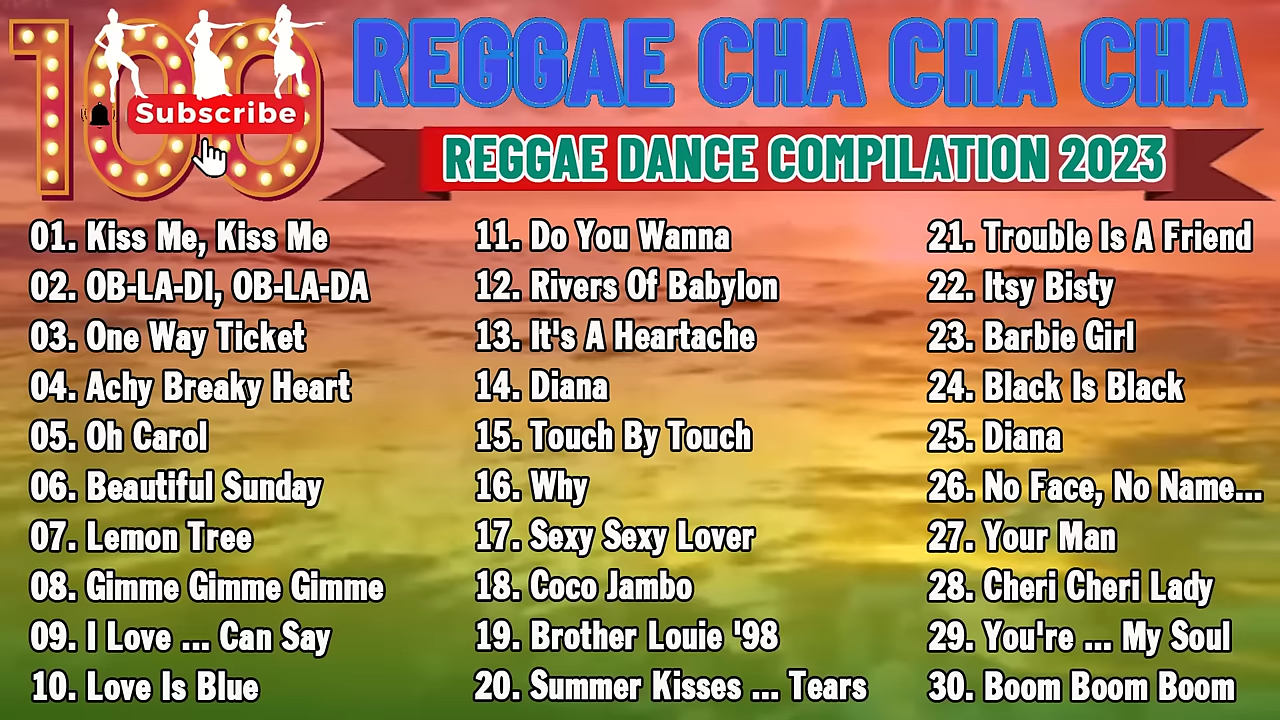 100
Subscribe
REGGAE CHA CHA CHA
REGGAE DANCE COMPILATION 2023
01. Kiss Me, Kiss Me
02. OB-LA-DI, OB-LA-DA
03. One Way Ticket
04. Achy Breaky Heart
05. Oh Carol
06. Beautiful Sunday
07. Lemon Tree
08. Gimme Gimme Gimme
09. I Love ... Can Say
10. Love Is Blue
11. Do You Wanna
12. Rivers Of Babylon
13. It's A Heartache
14. Diana
15. Touch By Touch
16. Why
17. Sexy Sexy Lover
18. Coco Jambo
19. Brother Louie '98
20. Summer Kisses ... Tears
21. Trouble Is A Friend
22. Itsy Bisty
23. Barbie Girl
24. Black Is Black
25. Diana
26. No Face, No Name...
27. Your Man
28. Cheri Cheri Lady
29. You're ... My Soul
30. Boom Boom Boom